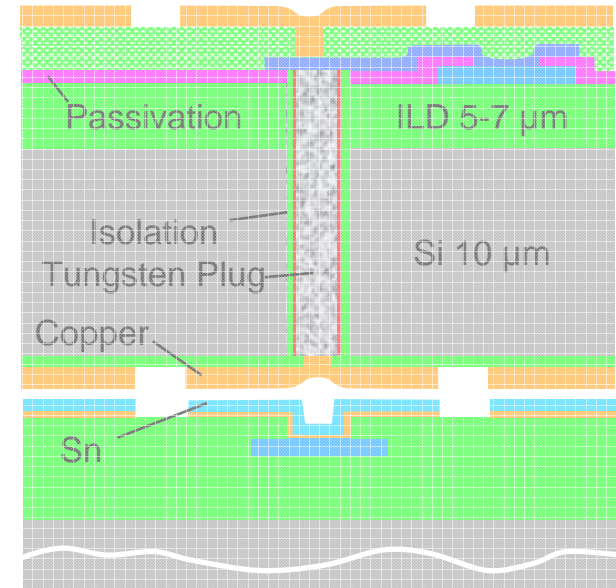 Passivation
ILD 5-7 µm
Isolation
Si 10 µm
Tungsten Plug
Copper
Sn